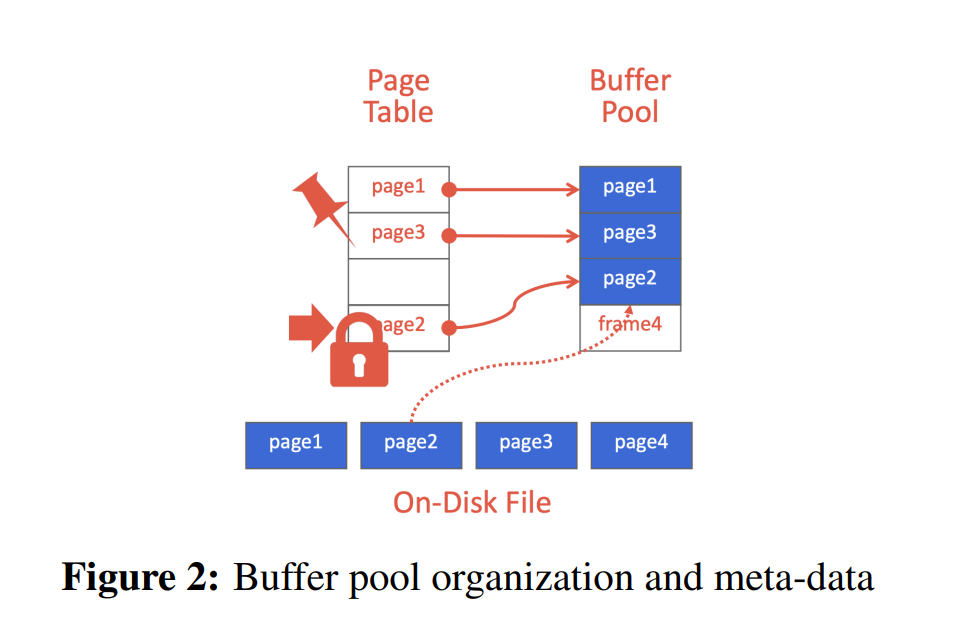 Page
Table
Buffer
Pool
page1
page3
page2
page1
page3
page2
frame4
page1
page2
page3
page4
On-Disk File
Figure 2: Buffer pool organization and meta-data